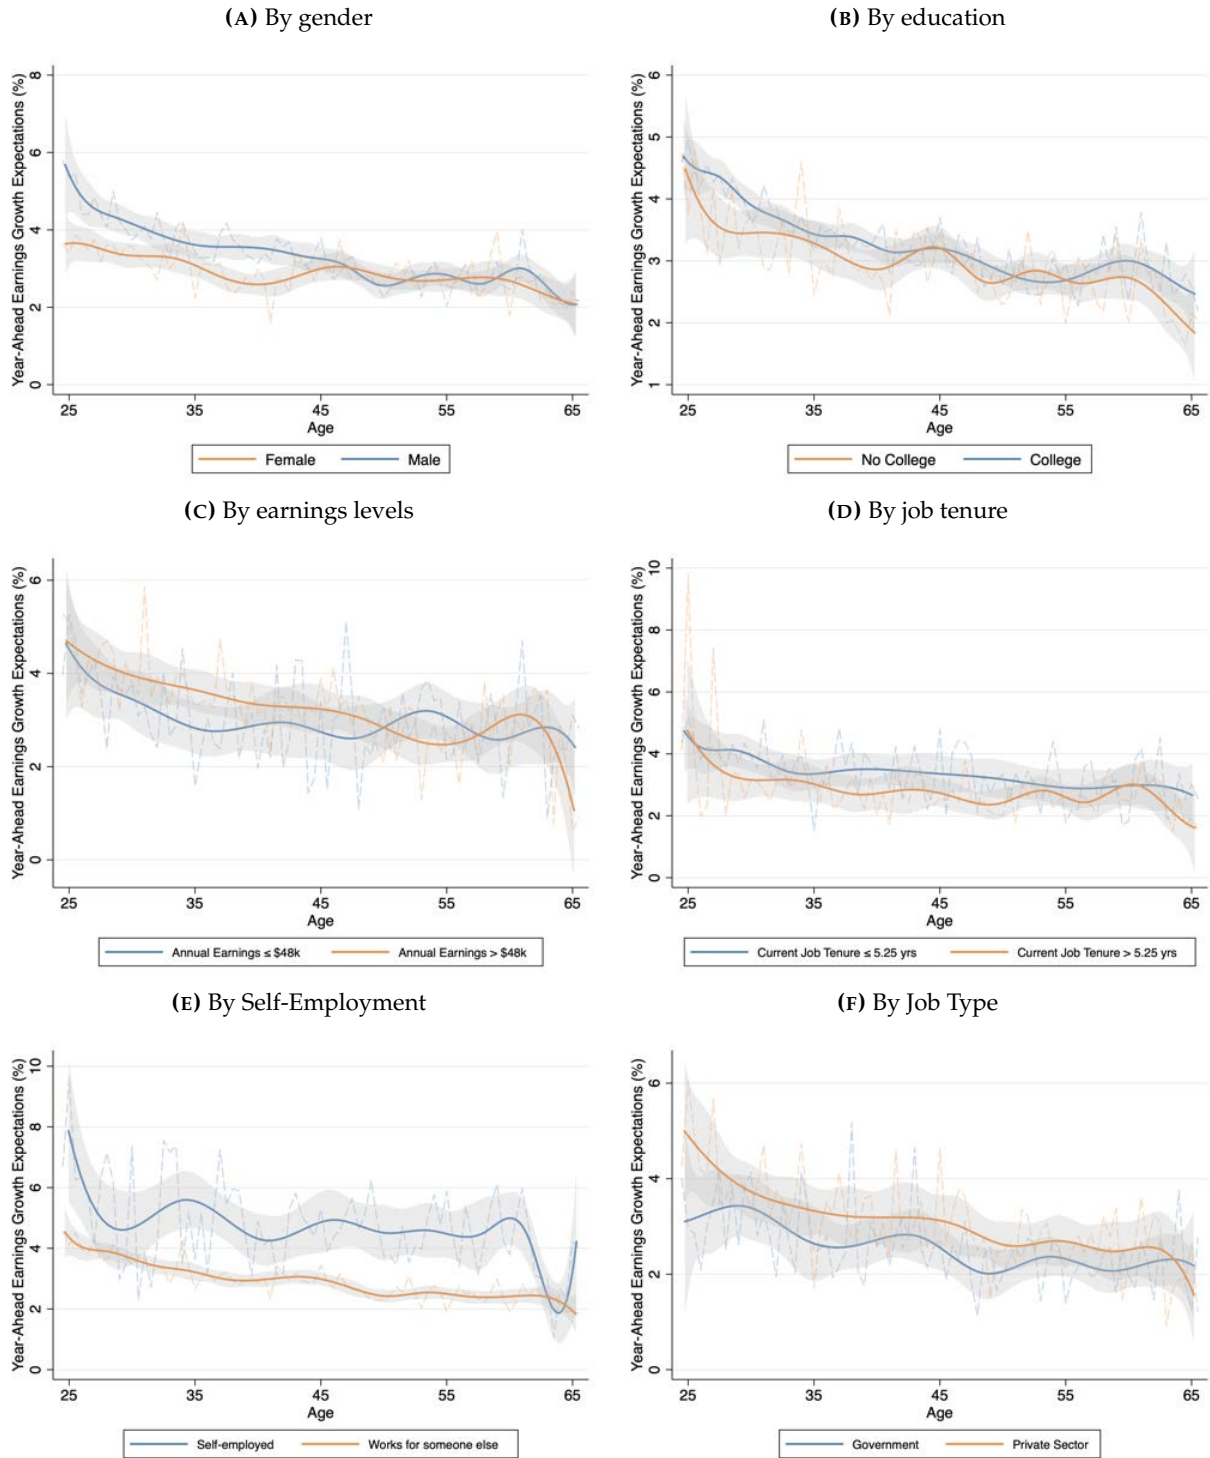 (A) By gender
Year-Ahead Earnings Growth Expectations (%)
8
6
4
2
0
25 35 45 55 65
Age
Female Male
(B) By education
Year-Ahead Earnings Growth Expectations (%)
6
5
4
3
2
1
25 35 45 55 65
Age
No College College
(C) By earnings levels
Year-Ahead Earnings Growth Expectations (%)
6
4
2
0
25 35 45 55 65
Age
Annual Earnings ≤ $48k Annual Earnings > $48k
(D) By job tenure
Year-Ahead Earnings Growth Expectations (%)
10
8
6
4
2
0
25 35 45 55 65
Age
Current Job Tenure ≤ 5.25 yrs Current Job Tenure > 5.25 yrs
(E) By Self-Employment
Year-Ahead Earnings Growth Expectations (%)
10
8
6
4
2
0
25 35 45 55 65
Age
Self-employed Works for someone else
(F) By Job Type
Year-Ahead Earnings Growth Expectations (%)
6
4
2
0
25 35 45 55 65
Age
Government Private Sector